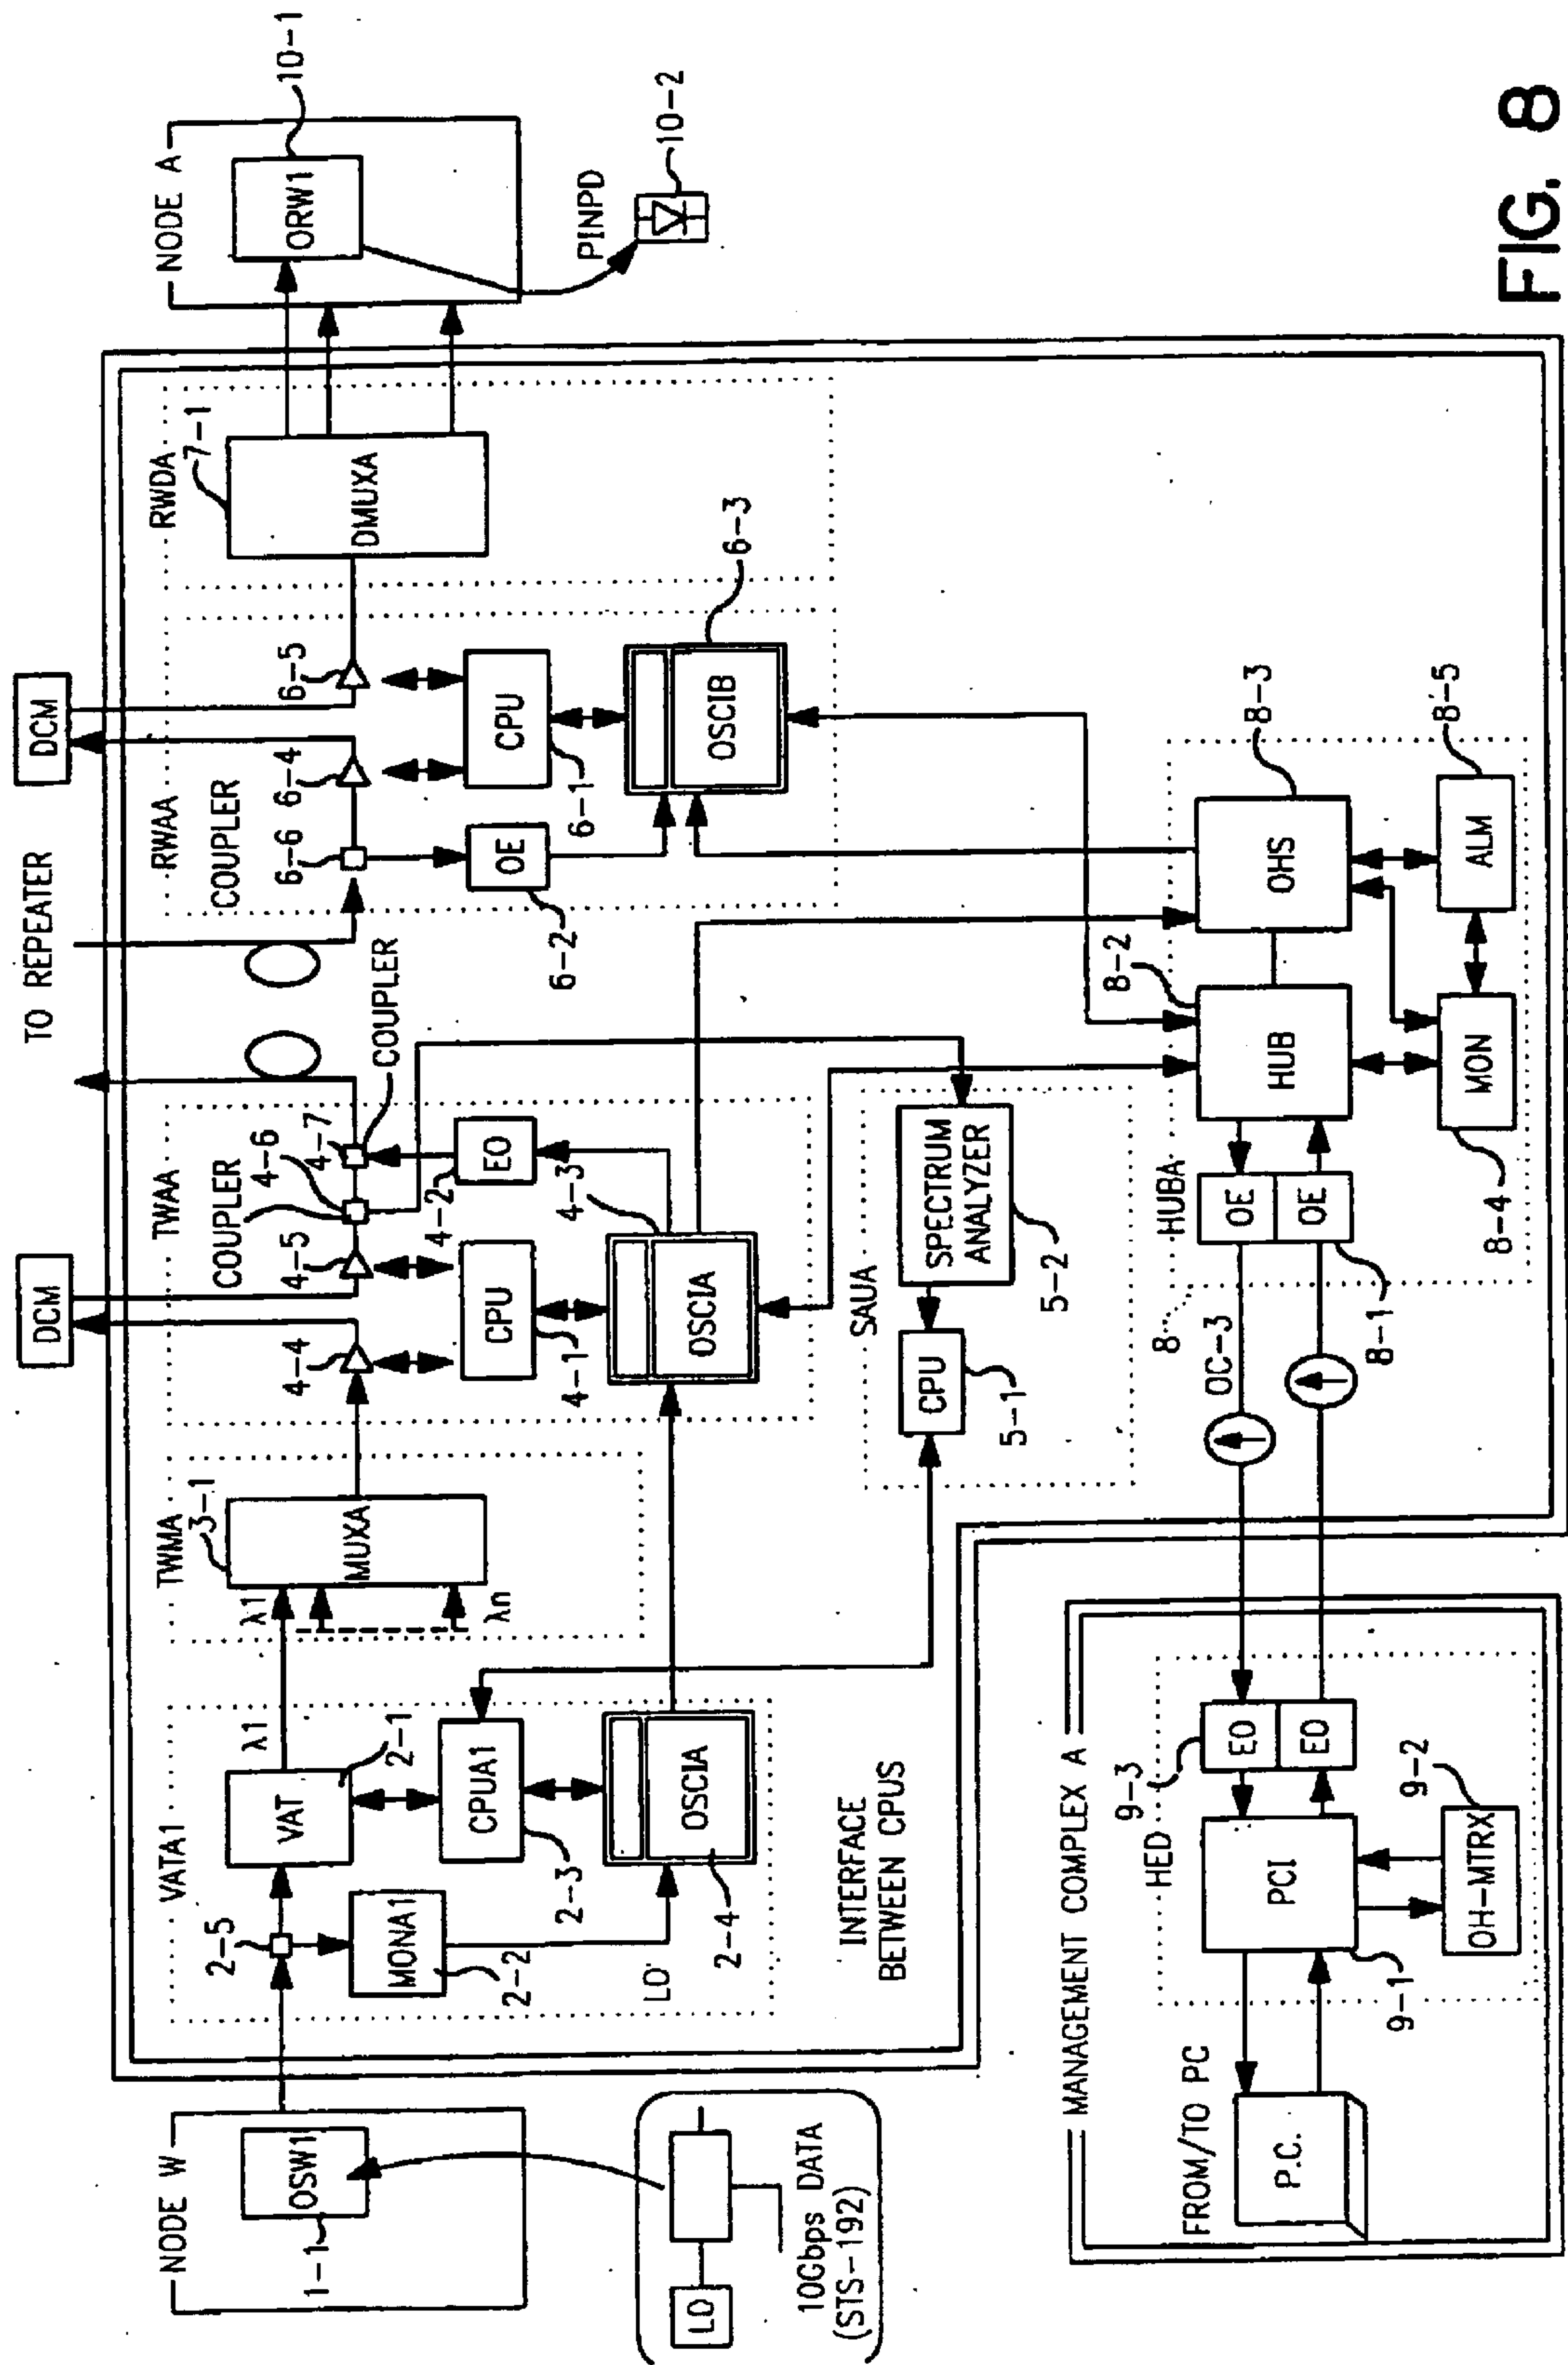 NODE W
OSW1
1-1
LD
10Gbps DATA
(STS-192)
VATA1
2-5
VAT
λ1
2-1
MONA1
2-2
CPUA1
2-3
LD
OSCIA
2-4
INTERFACE
BETWEEN CPUS
TWMA
3-1
λ1
λn
MUXA
DCM
TWAA
COUPLER
4-4
4-5
4-6
4-7
COUPLER
CPU
4-1
4-2
EO
4-3
OSCIA
SAUA
CPU
5-1
SPECTRUM
ANALYZER
5-2
TO REPEATER
DCM
RWAA
COUPLER
6-6
6-4
6-5
OE
6-2
CPU
6-1
OSCIB
6-3
RWDA
7-1
DMUXA
NODE A
ORW1
10-1
PINPD
10-2
HUBA
8
OC-3
OE
OE
8-1
HUB
8-2
OHS
8-3
MON
8-4
ALM
8-5
MANAGEMENT COMPLEX A
FROM/TO PC
P.C.
HED
PCI
9-1
EO
EO
9-3
OH-MTRX
9-2
FIG. 8